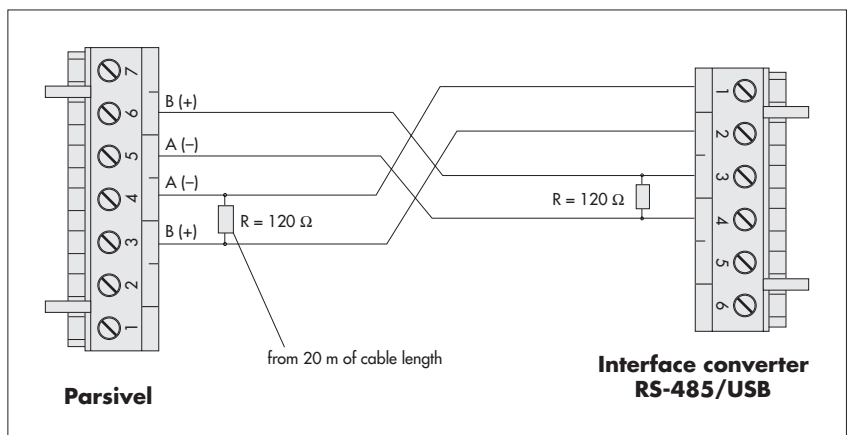 7
6
5
4
3
2
1
B (+)
A (–)
A (–)
B (+)
R = 120 Ω
from 20 m of cable length
Parsivel
R = 120 Ω
1
2
3
4
5
6
Interface converter
RS-485/USB